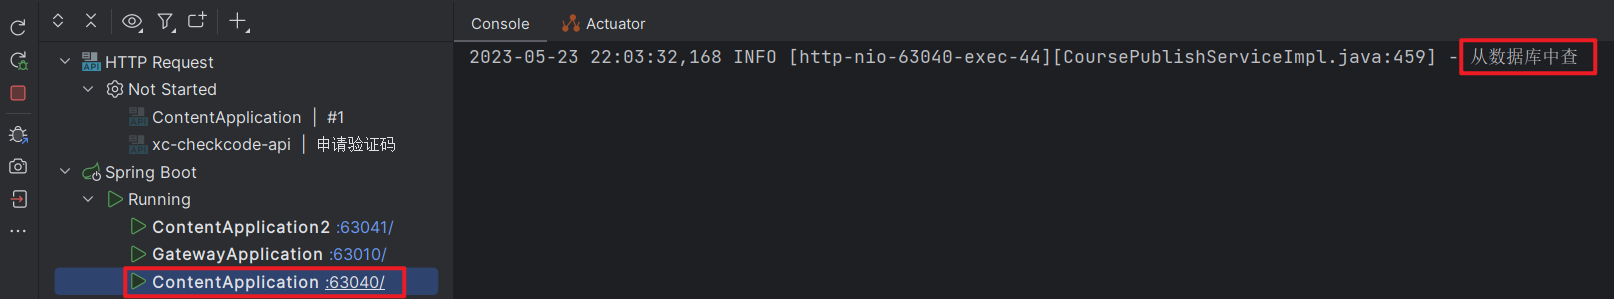 Console
Actuator
HTTP Request
Not Started
ContentApplication | #1
xc-checkcode-api | 申请验证码
Spring Boot
Running
ContentApplication2 :63041/
GatewayApplication :63010/
ContentApplication :63040/
2023-05-23 22:03:32,168 INFO [http-nio-63040-exec-44][CoursePublishServiceImpl.java:459] - 从数据库中查